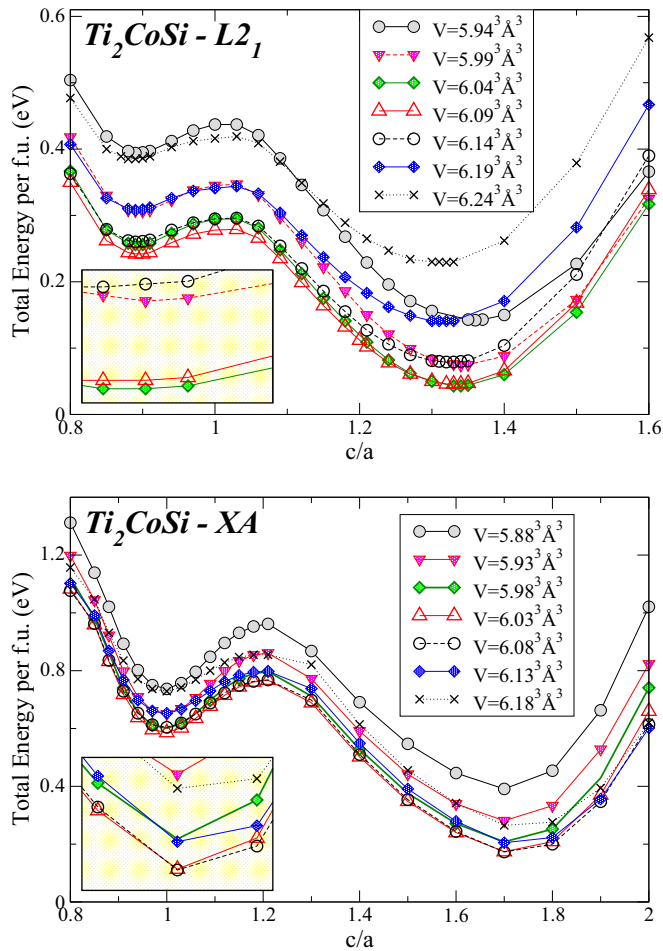 Ti₂CoSi - L2₁
V=5.94³Å³
V=5.99³Å³
V=6.04³Å³
V=6.09³Å³
V=6.14³Å³
V=6.19³Å³
V=6.24³Å³
Total Energy per f.u. (eV)
0.4
0.2
0
0.8 1 1.2 1.4 1.6
c/a
Ti₂CoSi - XA
V=5.88³Å³
V=5.93³Å³
V=5.98³Å³
V=6.03³Å³
V=6.08³Å³
V=6.13³Å³
V=6.18³Å³
Total Energy per f.u. (eV)
1.2
0.8
0.4
0
0.8 1 1.2 1.4 1.6 1.8 2
c/a